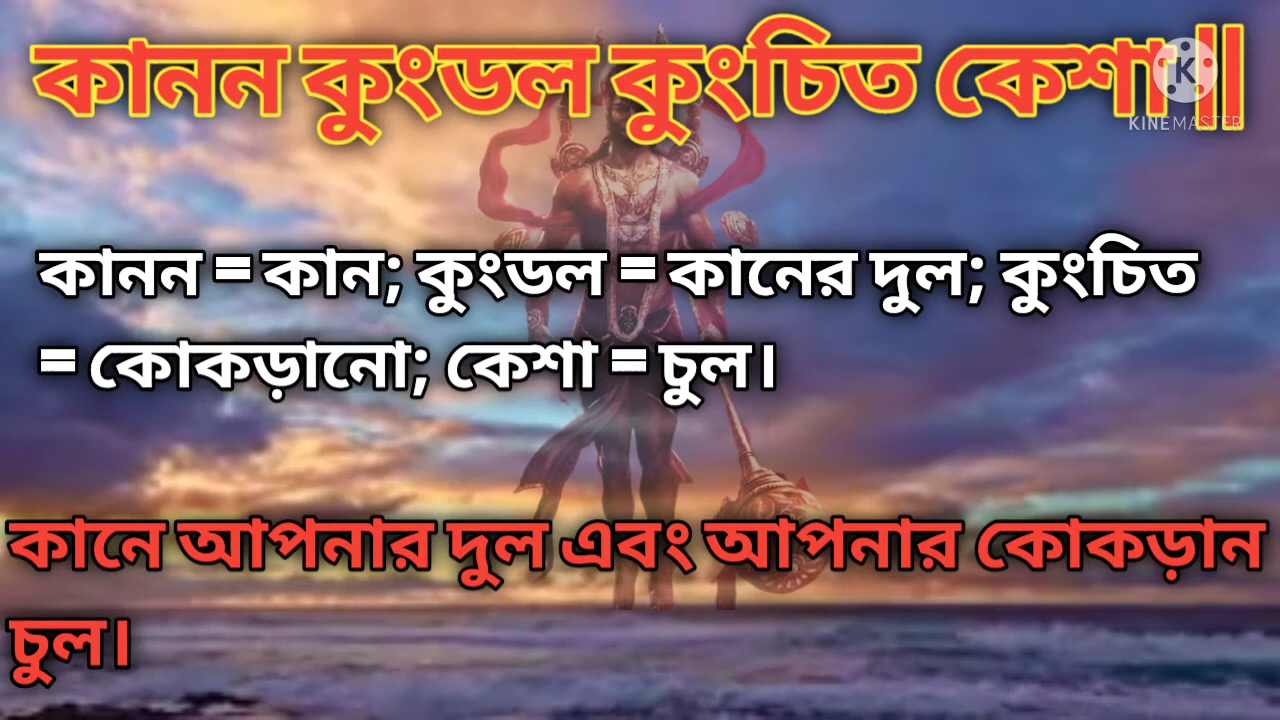 কানন কুংডল কুংচিত কেশা||
KINEMASTER
কানন = কান; কুংডল = কানের দুল; কুংচিত
= কোকড়ানো; কেশা = চুল।
কানে আপনার দুল এবং আপনার কোকড়ান
চুল।